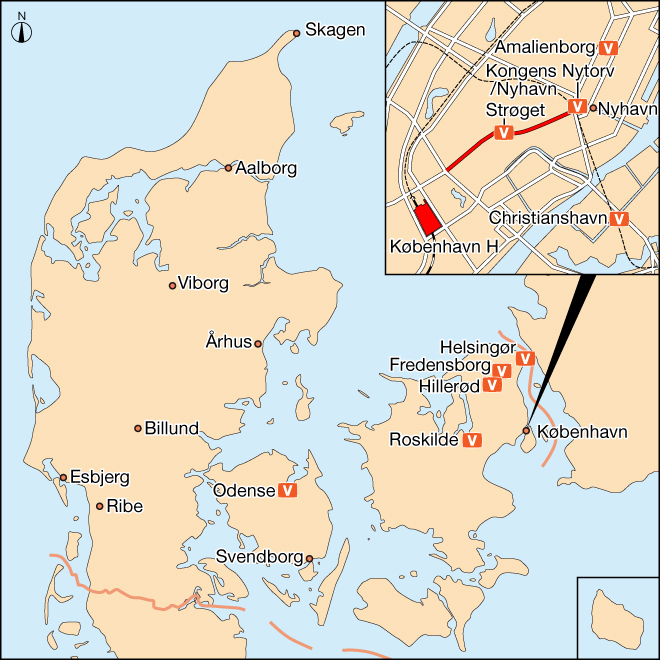 N
Skagen
Amalienborg V
Kongens Nytorv
/Nyhavn V
Nyhavn
Strøget
V
Aalborg
Christianshavn V
København H
Viborg
Århus
Helsingør V
Fredensborg V
Hillerød V
Billund
København
Roskilde V
Esbjerg
Odense V
Ribe
Svendborg